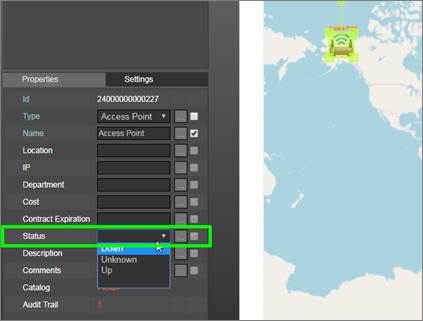 Properties Settings
Id 24000000000227
Type Access Point
Name Access Point
Location
IP
Department
Cost
Contract Expiration
Status
Down
Description
Unknown
Comments
Up
Catalog
Audit Trail 1